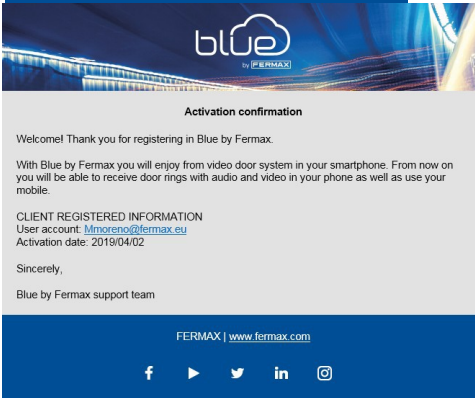 blue
by FERMAX
Activation confirmation
Welcome! Thank you for registering in Blue by Fermax.
With Blue by Fermax you will enjoy from video door system in your smartphone. From now on
you will be able to receive door rings with audio and video in your phone as well as use your
mobile.
CLIENT REGISTERED INFORMATION
User account: Mmoreno@fermax.eu
Activation date: 2019/04/02
Sincerely,
Blue by Fermax support team
FERMAX | www.fermax.com